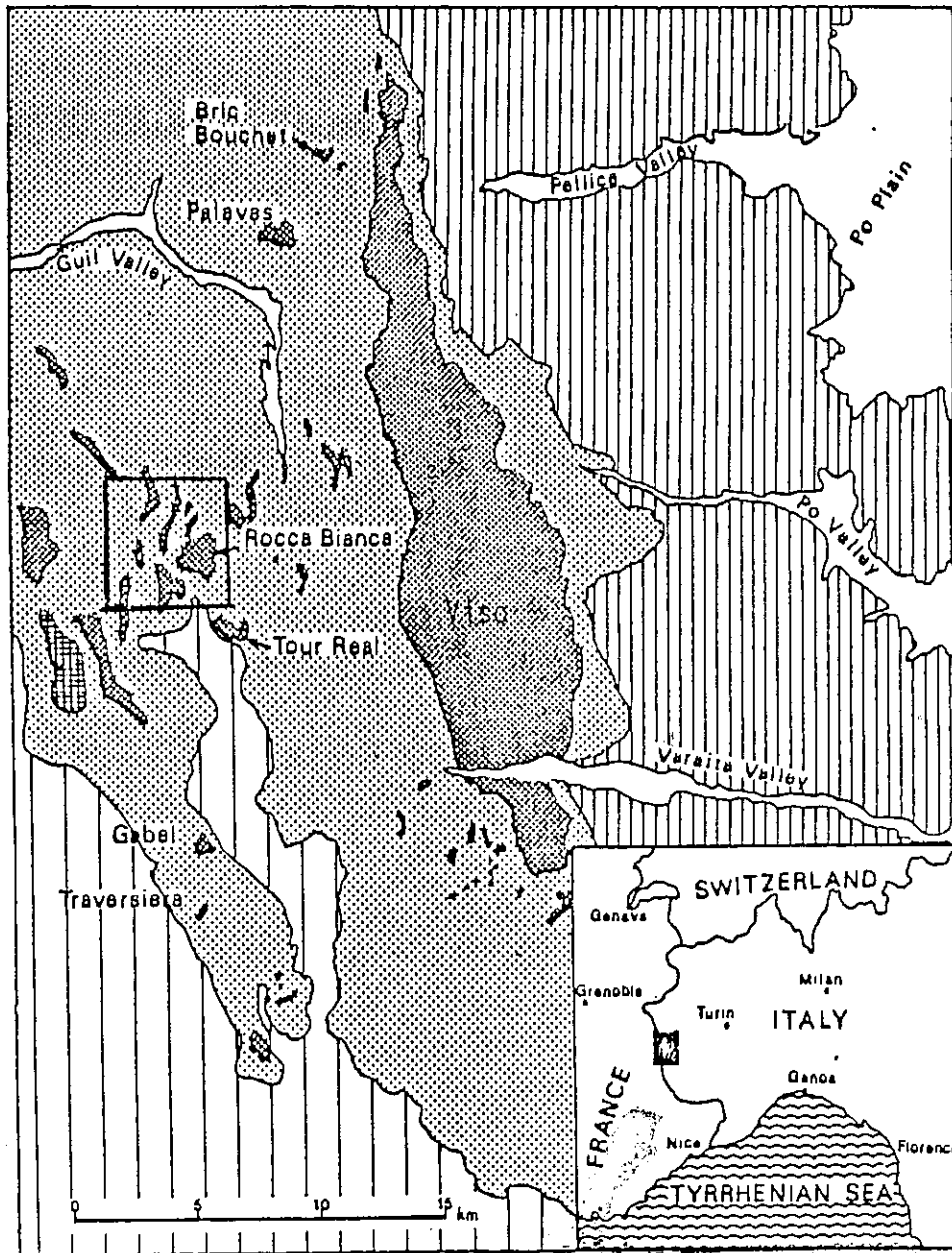 Bric
Bouchet
Palavas
Guil Valley
Pellice Valley
Po Plain
Rocca Bianca
Po Valley
Viso
Tour Real
Varaita Valley
Gabel
Traversiera
0 5 10 15
km
SWITZERLAND
Geneva
Milan
Grenoble
Turin
ITALY
Genoa
FRANCE
Nice
Florenc
TYRRHENIAN SEA